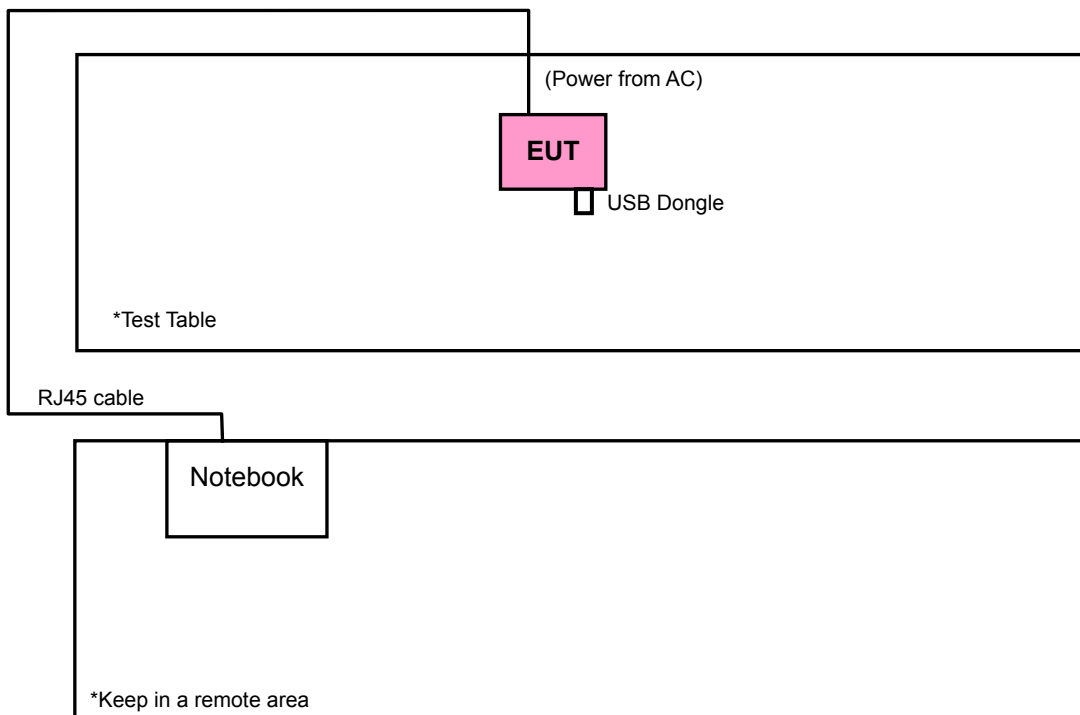 (Power from AC)
EUT
USB Dongle
*Test Table
RJ45 cable
Notebook
*Keep in a remote area